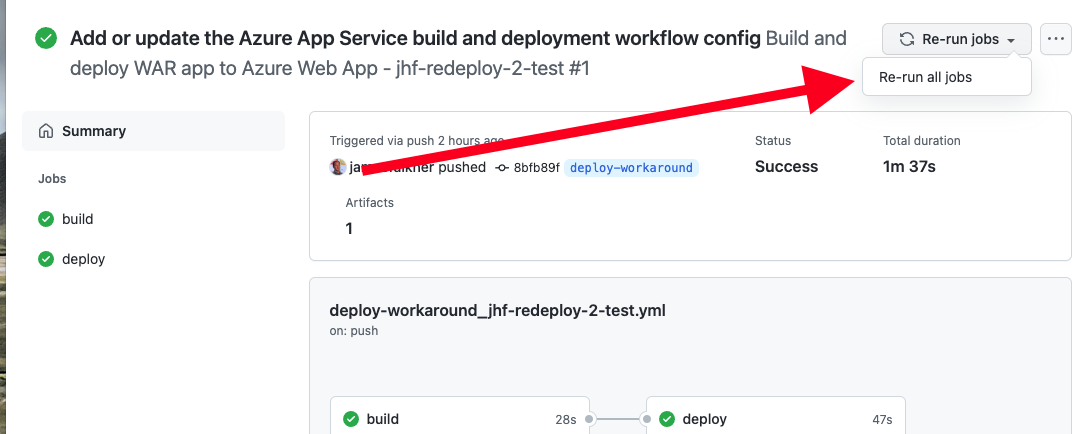 Add or update the Azure App Service build and deployment workflow config Build and
deploy WAR app to Azure Web App - jhf-redeploy-2-test #1
Re-run jobs
Re-run all jobs
Summary
Jobs
build
deploy
Triggered via push 2 hours ago
pushed 8bfb89f deploy-workaround
Status
Success
Total duration
1m 37s
Artifacts
1
deploy-workaround_jhf-redeploy-2-test.yml
on: push
build 28s
deploy 47s